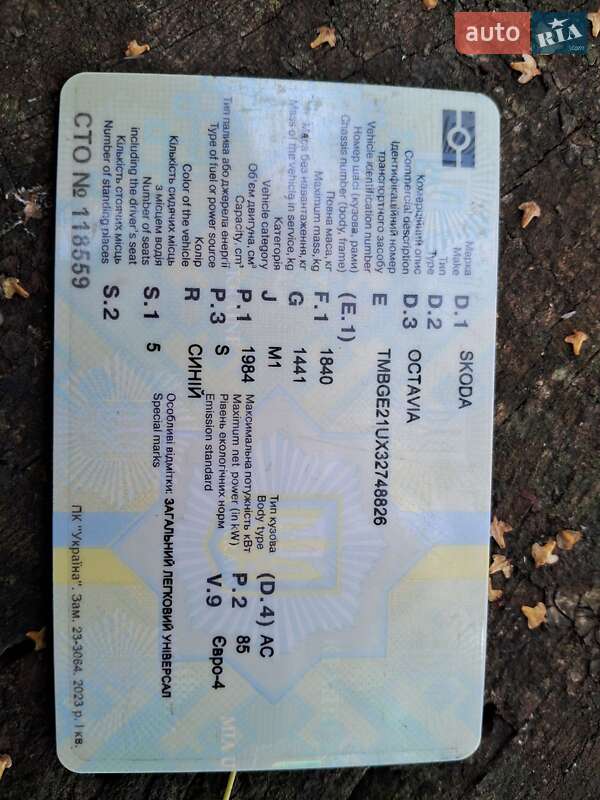 auto RIA .com
Марка D.1 SKODA
Make
Тип D.2
Type
Комерційний опис D.3 OCTAVIA
Commercial description
Ідентифікаційний номер E. TMBGE21UX32748826
транспортного засобу
Vehicle identification number
Номер шасі (кузова, рами) (E.1)
Chassis number (body, frame)
Повна маса, кг F.1 1840
Maximum mass, kg
Маса без навантаження, кг G 1441
Mass of the vehicle in service, kg
Категорія J M1 Тип кузова (D.4) AC
Vehicle category Body type
Об'єм двигуна, см³ P.1 1984 Максимальна потужність кВт P.2 85
Capacity, cm³ Maximum net power (in kW)
Тип палива або джерела енергії P.3 S Рівень екологічних норм V.9 Євро-4
Type of fuel or power source Emission standard
Колір R СИНІЙ
Color of the vehicle
Кількість сидячих місць S.1 5 Особливі відмітки: ЗАГАЛЬНИЙ ЛЕГКОВИЙ УНІВЕРСАЛ
з місцем водія Special marks
Number of seats
including the driver's seat
Кількість стоячих місць S.2
Number of standing places
СТО № 118559
ПК "Україна". Зам. 23-3064. 2023 р. І кв.